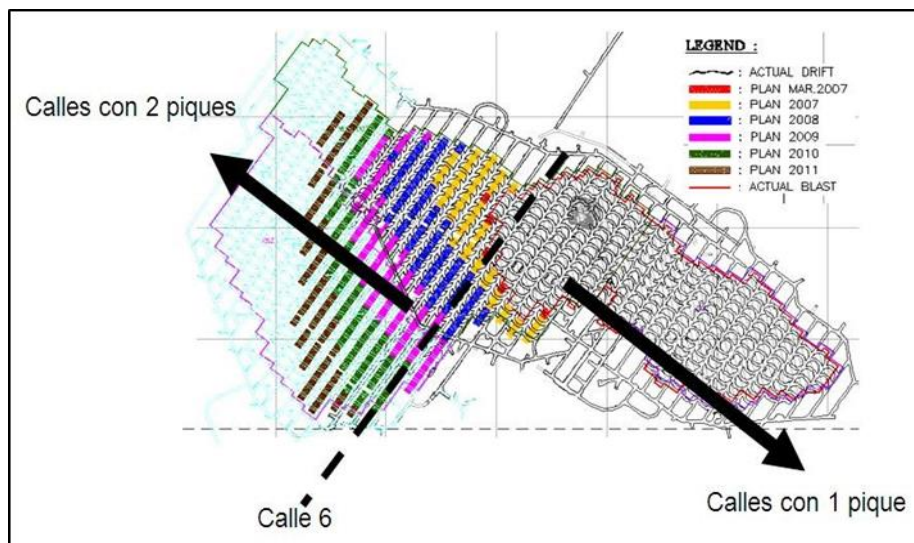 LEGEND :
: ACTUAL DRIFT
: PLAN MAR.2007
: PLAN 2007
: PLAN 2008
: PLAN 2009
: PLAN 2010
: PLAN 2011
: ACTUAL BLAST
Calles con 2 piques
Calles con 1 pique
Calle 6